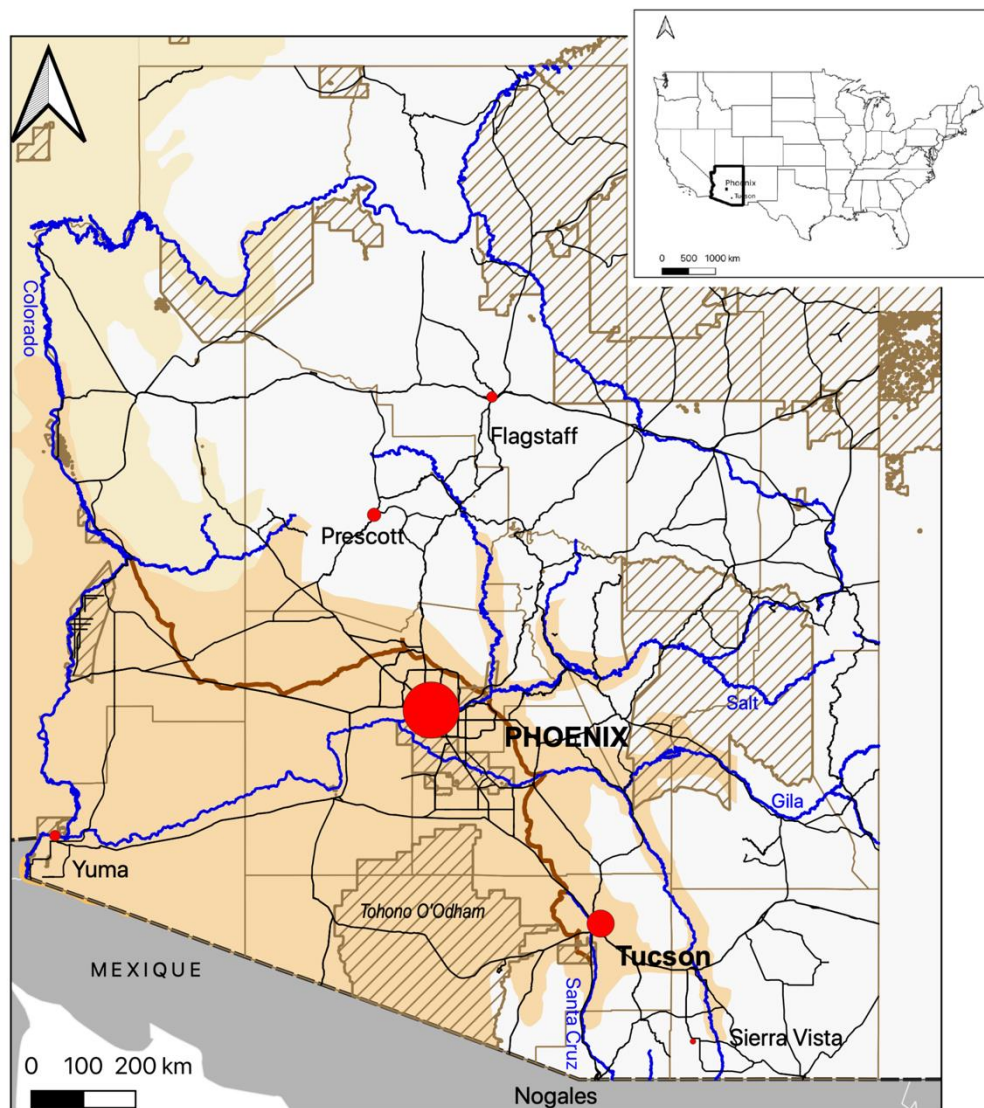 Phoenix
Tucson
0 500 1000 km
Colorado
Flagstaff
Prescott
Salt
PHOENIX
Gila
Yuma
Tohono O'Odham
Tucson
MEXIQUE
Santa Cruz
Sierra Vista
0 100 200 km
Nogales